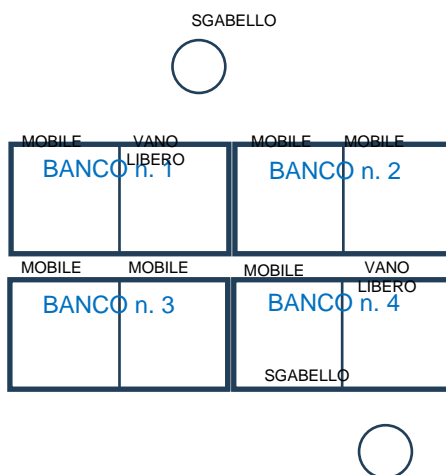 SGABELLO
MOBILE VANO LIBERO MOBILE MOBILE
BANCO n. 1 BANCO n. 2
MOBILE MOBILE MOBILE VANO LIBERO
BANCO n. 3 BANCO n. 4
SGABELLO